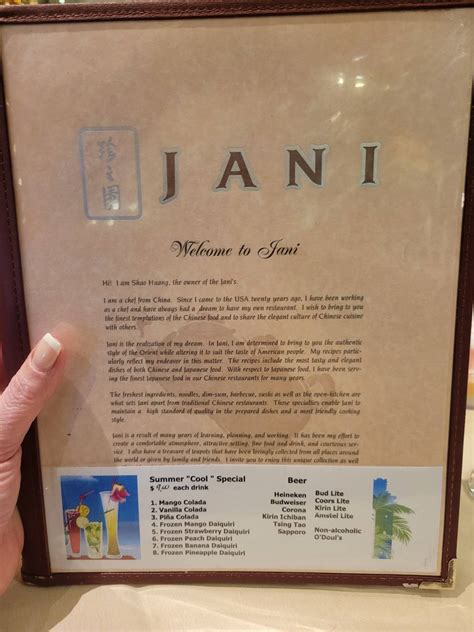 JANI
Welcome to Jani
Hi! I am Shao Huang, the owner of the Jani's.
I am a chef from China. Since I came to the USA twenty years ago, I have been working
as a chef and have always had a dream to have my own restaurant. I wish to bring to you
the finest temptations of the Chinese food and to share the elegant culture of Chinese cuisine
with others.
Jani is the realization of my dream. In Jani, I am determined to bring to you the authentic
style of the Orient while altering it to suit the taste of American people. My recipes partic-
ularly reflect my endeavor in this matter. The recipes include the most tasty and elegant
dishes of both Chinese and Japanese food. With respect to Japanese food, I have been ser-
ving the finest Japanese food in our Chinese restaurants for many years.
The freshest ingredients, noodles, dim-sum, barbecue, sushi as well as the open-kitchen are
what sets Jani apart from traditional Chinese restaurants. Those specialties enable Jani to
maintain a high standard of quality in the prepared dishes and a most friendly cooking
style.
Jani is a result of many years of learning, planning, and working. It has been my effort to
create a comfortable atmosphere, attractive setting, fine food and drink, and courteous ser-
vice. I also have a treasure of teapots that have been lovingly collected from all places around
the world or given by family and friends. I invite you to enjoy this unique collection as well
Summer "Cool" Special
each drink
1. Mango Colada
2. Vanilla Colada
3. Piña Colada
4. Frozen Mango Daiquiri
5. Frozen Strawberry Daiquiri
6. Frozen Peach Daiquiri
7. Frozen Banana Daiquiri
8. Frozen Pineapple Daiquiri
Beer
Heineken
Budweiser
Corona
Kirin Ichiban
Tsing Tao
Sapporo
Bud Lite
Coors Lite
Kirin Lite
Amstel Lite
Non-alcoholic
O'Doul's